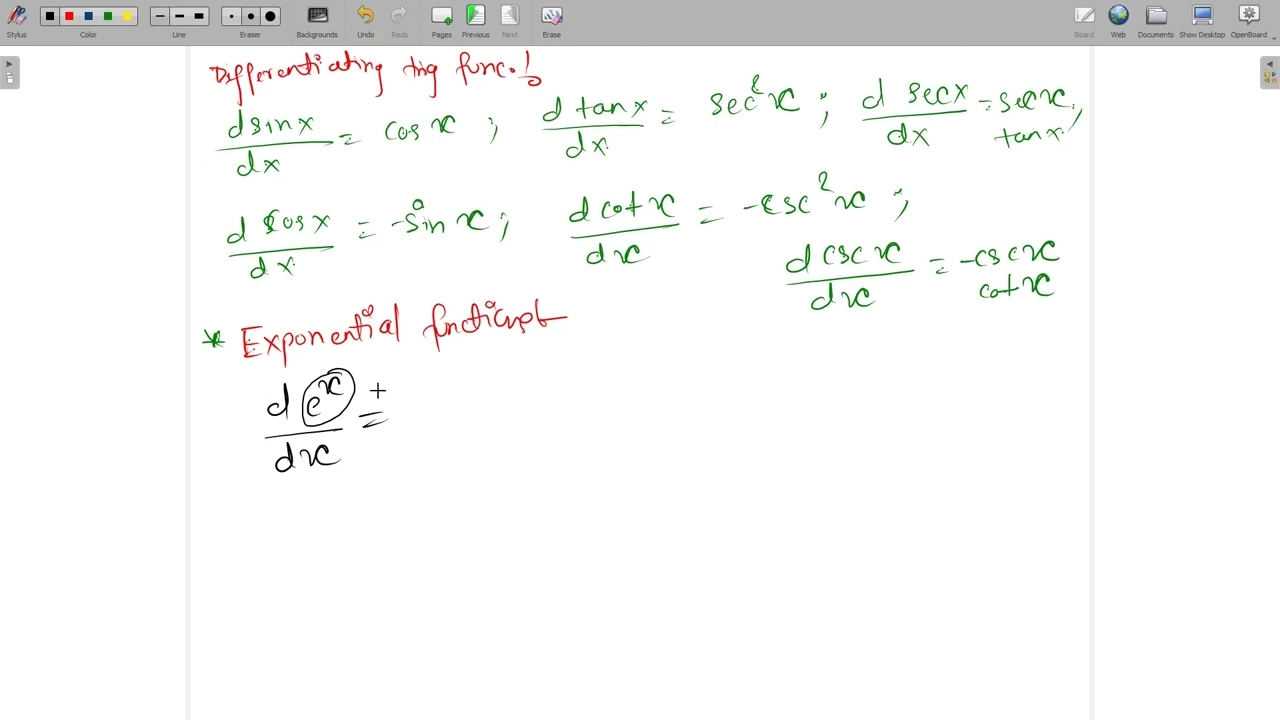 Stylus Color Line Eraser Backgrounds Undo Redo Pages Previous Next Erase Board Web Documents Show Desktop OpenBoard
Differentiating trig func.!
d sin x / dx = cos x ; d tan x / dx = sec² x ; d sec x / dx = sec x tan x ;
d cos x / dx = - sin x ; d cot x / dx = - csc² x ;
d csc x / dx = - csc x cot x
* Exponential functions
d e^x / dx =